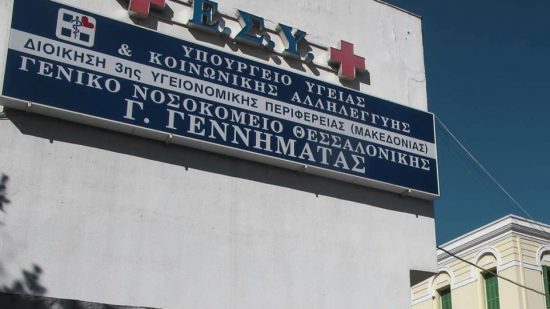 Ε.Σ.Υ.
ΥΠΟΥΡΓΕΙΟ ΥΓΕΙΑΣ
& ΚΟΙΝΩΝΙΚΗΣ ΑΛΛΗΛΕΓΓΥΗΣ
ΔΙΟΙΚΗΣΗ 3ης ΥΓΕΙΟΝΟΜΙΚΗΣ ΠΕΡΙΦΕΡΕΙΑΣ (ΜΑΚΕΔΟΝΙΑΣ)
ΓΕΝΙΚΟ ΝΟΣΟΚΟΜΕΙΟ ΘΕΣΣΑΛΟΝΙΚΗΣ
Γ. ΓΕΝΝΗΜΑΤΑΣ